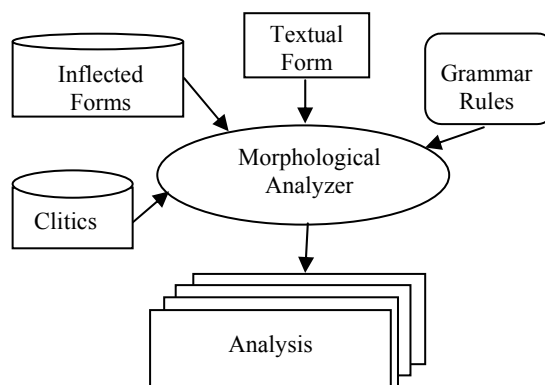 Textual
Form
Inflected
Forms
Grammar
Rules
Morphological
Analyzer
Clitics
Analysis